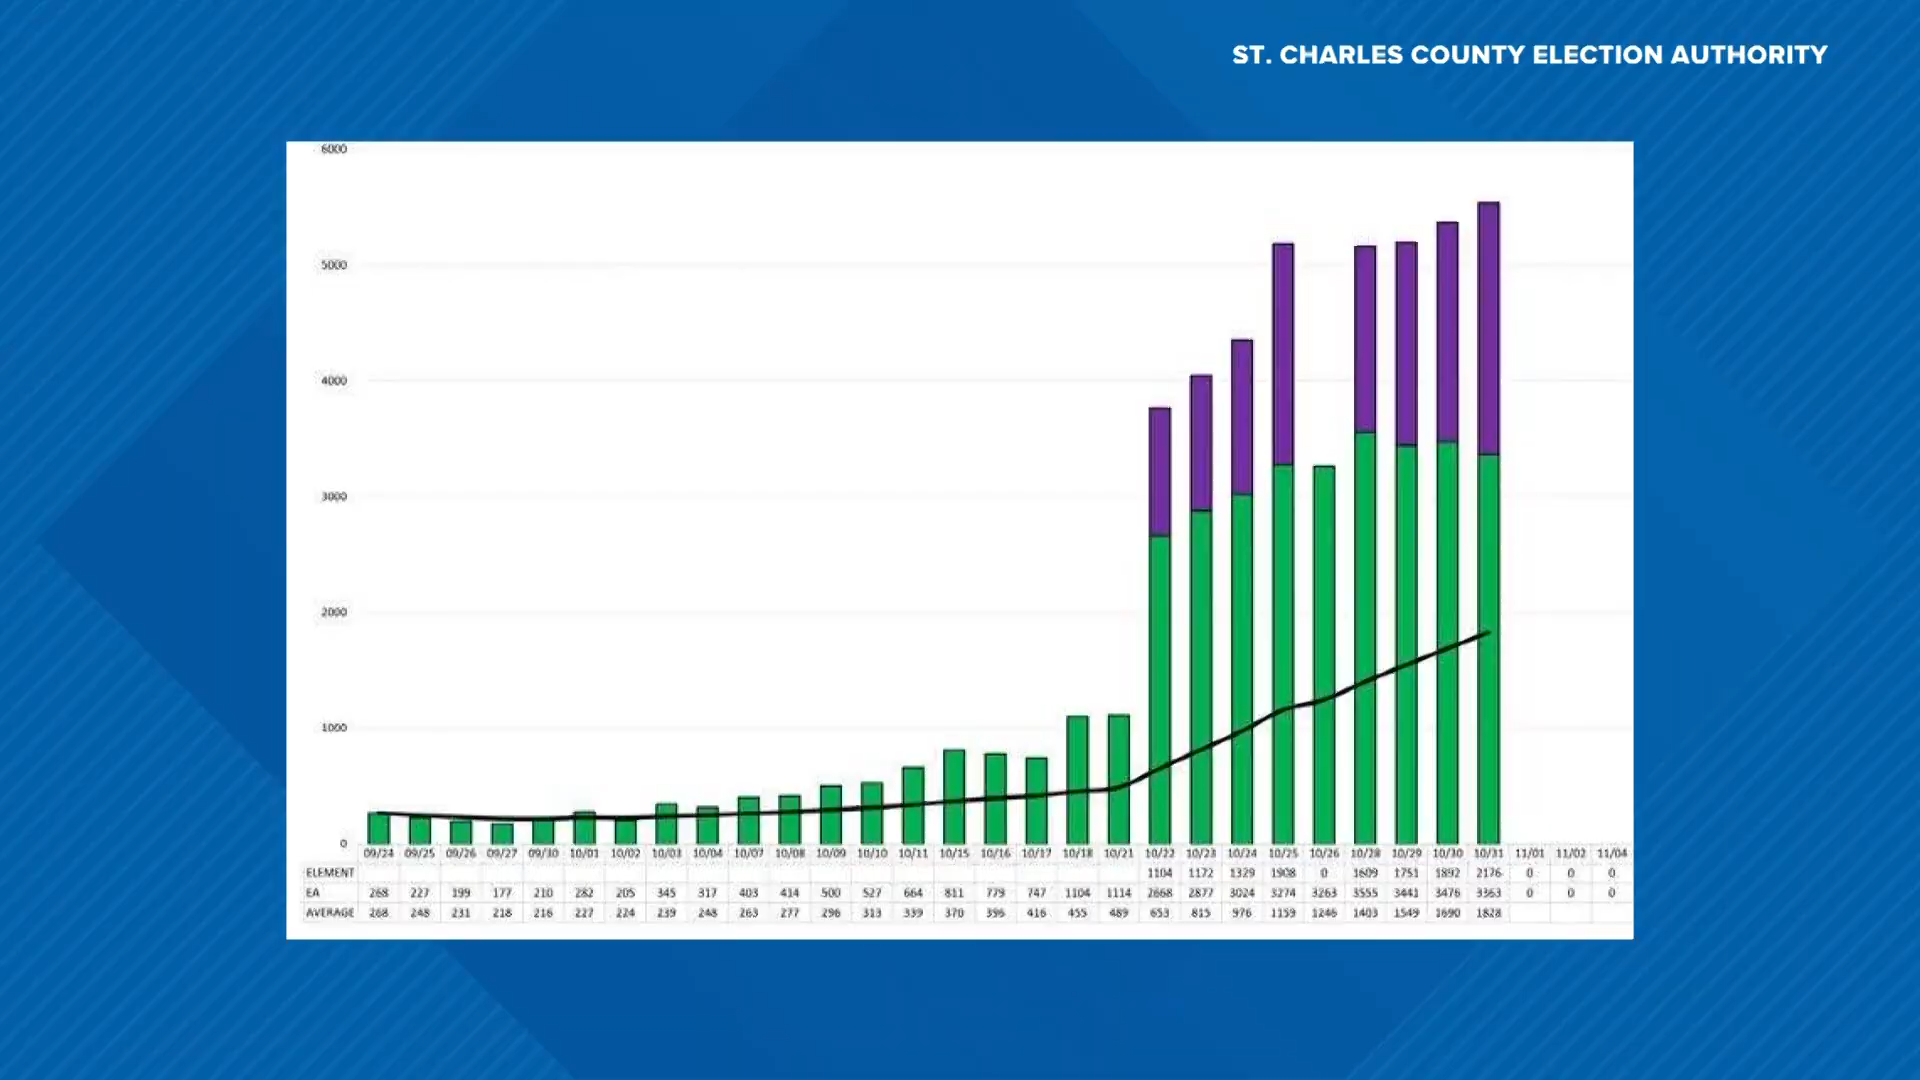 ST. CHARLES COUNTY ELECTION AUTHORITY
6000
5000
4000
3000
2000
1000
0
09/24 09/25 09/26 09/27 09/30 10/01 10/02 10/03 10/04 10/07 10/08 10/09 10/10 10/11 10/15 10/16 10/17 10/18 10/21 10/22 10/23 10/24 10/25 10/26 10/28 10/29 10/30 10/31 11/01 11/02 11/04
ELEMENT 1104 1172 1329 1908 0 1609 1751 1892 2176 0 0 0
EA 268 227 199 177 210 282 205 345 317 403 414 500 527 664 811 779 747 1104 1114 2668 2877 3024 3274 3263 3555 3441 3476 3363 0 0 0
AVERAGE 268 248 231 218 216 227 224 239 248 263 277 296 313 339 370 396 416 455 489 653 815 976 1159 1246 1403 1549 1690 1828